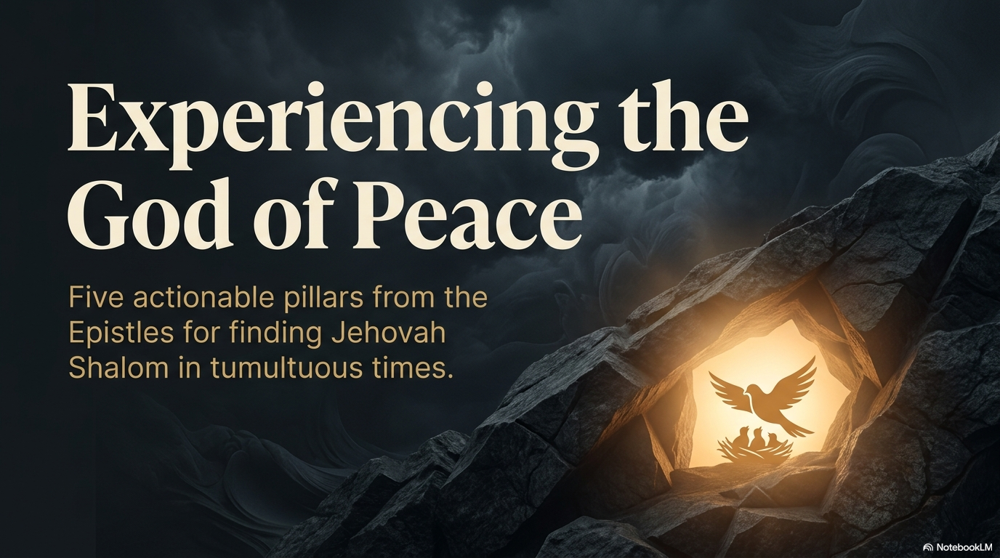 Experiencing the
God of Peace
Five actionable pillars from the
Epistles for finding Jehovah
Shalom in tumultuous times.
NotebookLM